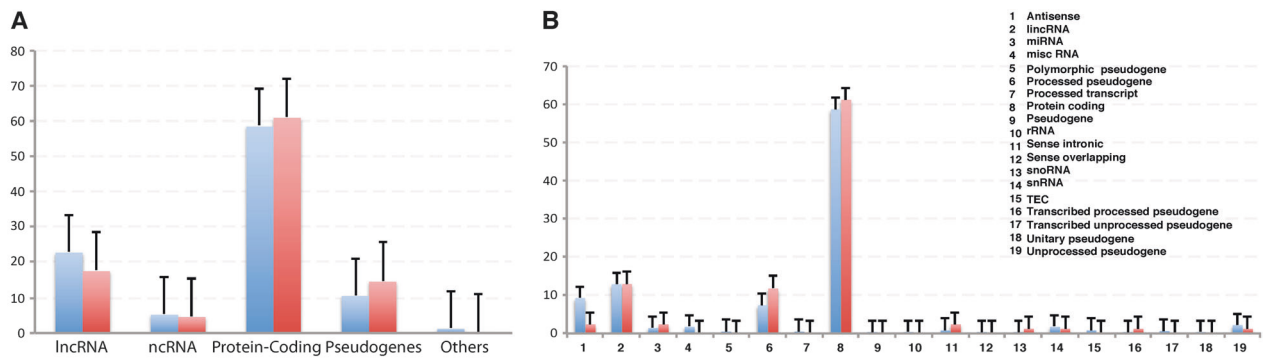 A
80
70
60
50
40
30
20
10
0
lncRNA ncRNA Protein-Coding Pseudogenes Others
B
70
60
50
40
30
20
10
0
1 2 3 4 5 6 7 8 9 10 11 12 13 14 15 16 17 18 19
1 Antisense
2 lincRNA
3 miRNA
4 misc RNA
5 Polymorphic pseudogene
6 Processed pseudogene
7 Processed transcript
8 Protein coding
9 Pseudogene
10 rRNA
11 Sense intronic
12 Sense overlapping
13 snoRNA
14 snRNA
15 TEC
16 Transcribed processed pseudogene
17 Transcribed unprocessed pseudogene
18 Unitary pseudogene
19 Unprocessed pseudogene